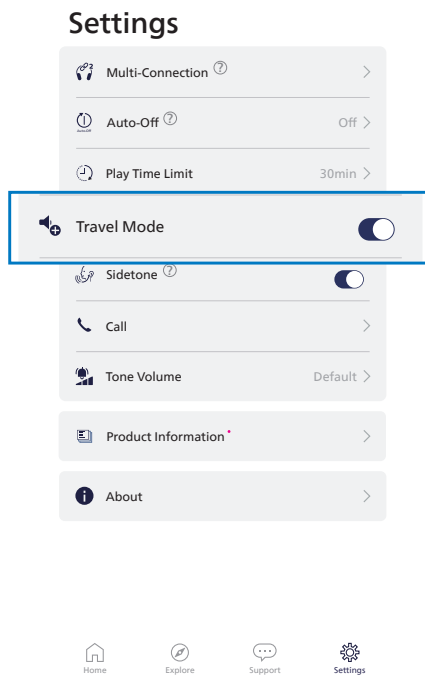 Settings
Multi-Connection ?
Auto-Off ? Off
Play Time Limit 30min
Travel Mode
Sidetone ?
Call
Tone Volume Default
Product Information
About
Home Explore Support Settings